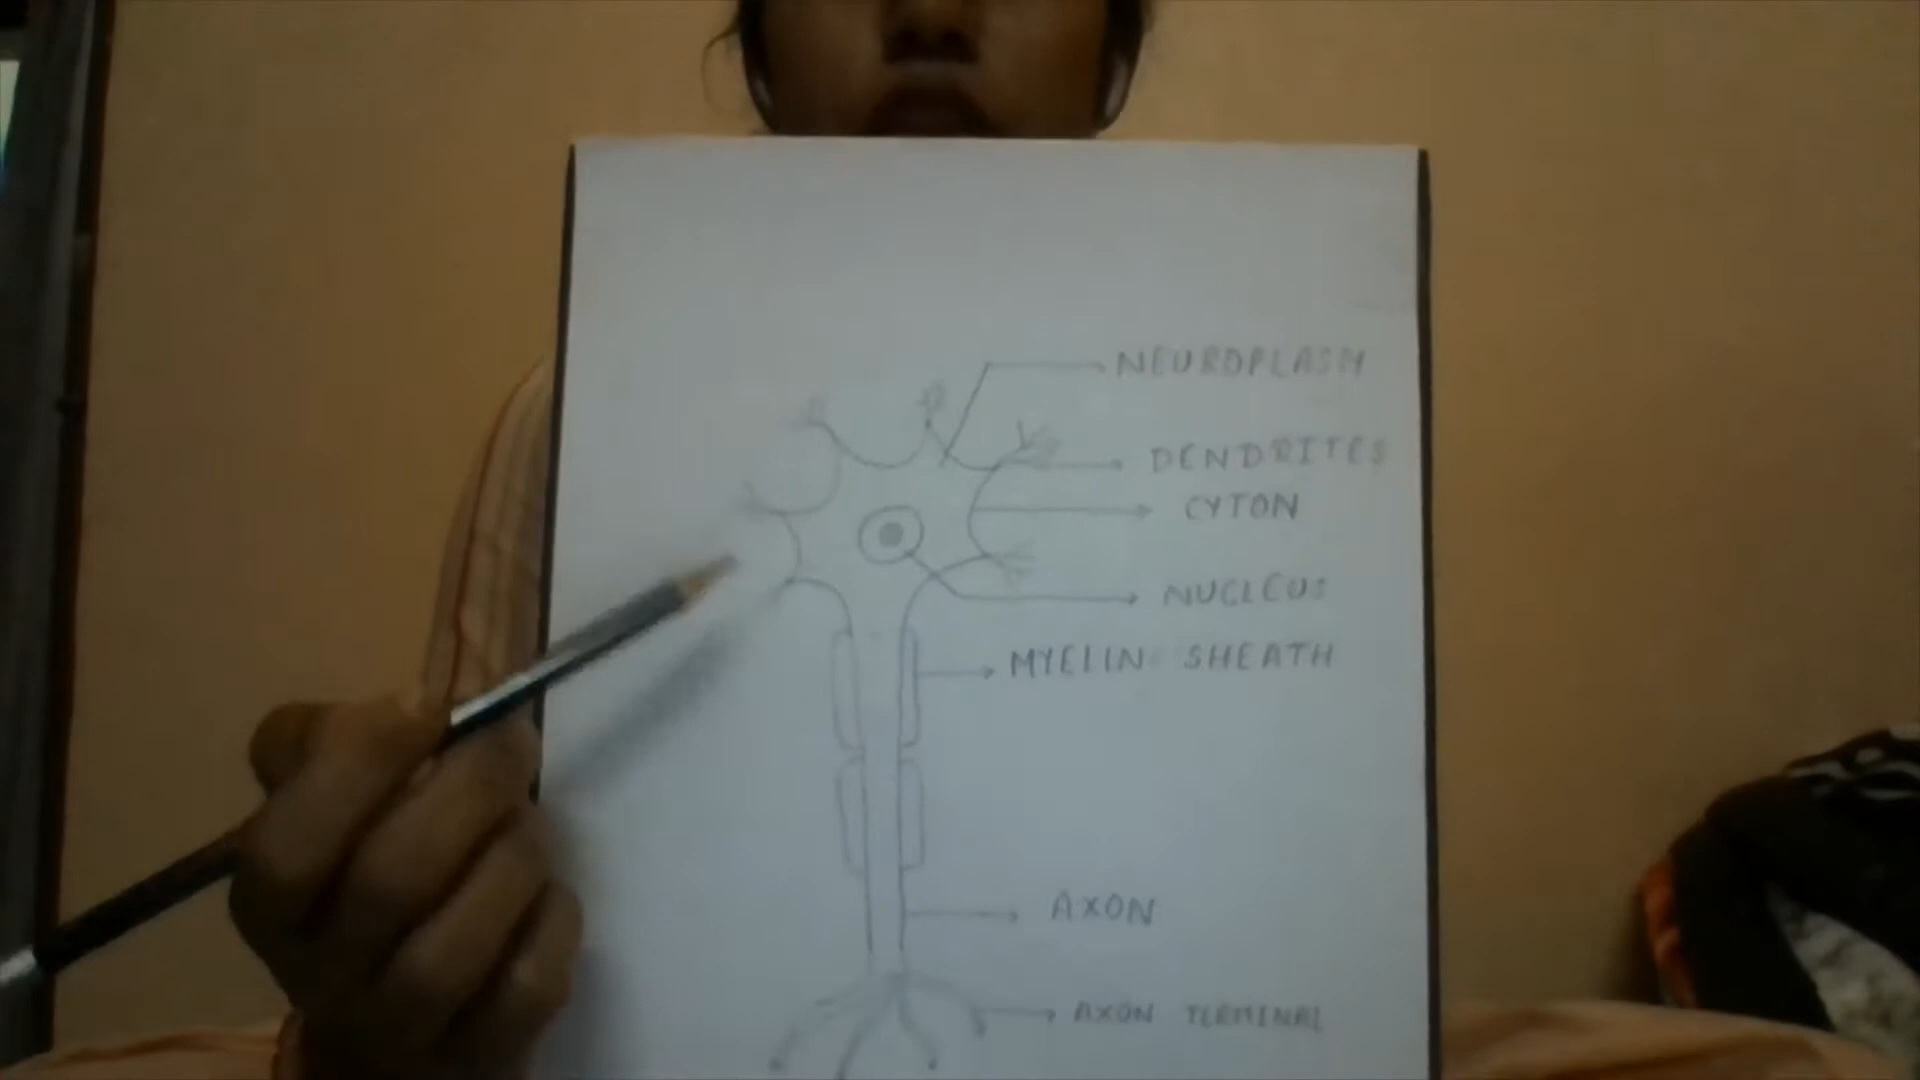 NEUROPLASM
DENDRITES
CYTON
NUCLEUS
MYELIN SHEATH
AXON
AXON TERMINAL